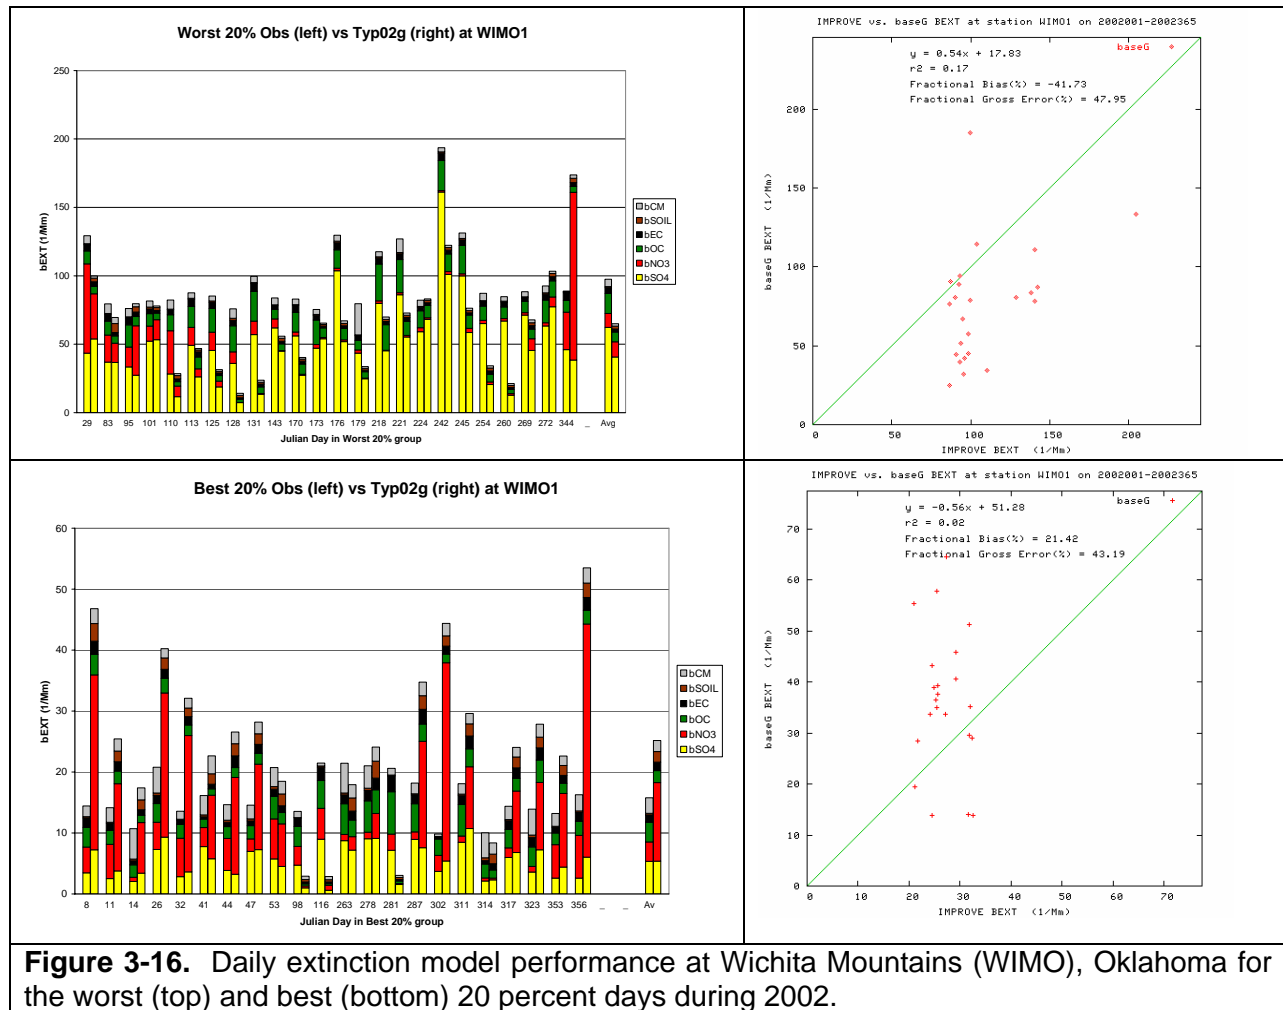 Worst 20% Obs (left) vs Typ02g (right) at WIMO1
250
200
150
100
50
0
bEXT (1/Mm)
bCM
bSOIL
bEC
bOC
bNO3
bSO4
29 83 95 101 110 113 125 128 131 143 170 173 176 179 218 221 224 242 245 254 260 269 272 344 _ Avg
Julian Day in Worst 20% group
IMPROVE vs. baseG BEXT at station WIMO1 on 2002001-2002365
baseG
y = 0.54x + 17.83
r2 = 0.17
Fractional Bias(%) = -41.73
Fractional Gross Error(%) = 47.95
200
150
100
50
0
baseG BEXT (1/Mm)
0 50 100 150 200
IMPROVE BEXT (1/Mm)
Best 20% Obs (left) vs Typ02g (right) at WIMO1
60
50
40
30
20
10
0
bEXT (1/Mm)
bCM
bSOIL
bEC
bOC
bNO3
bSO4
8 11 14 26 32 41 44 47 53 98 116 263 278 281 287 302 311 314 317 323 353 356 _ _ Av
Julian Day in Best 20% group
IMPROVE vs. baseG BEXT at station WIMO1 on 2002001-2002365
baseG
y = -0.56x + 51.28
r2 = 0.02
Fractional Bias(%) = 21.42
Fractional Gross Error(%) = 43.19
70
60
50
40
30
20
10
0
baseG BEXT (1/Mm)
0 10 20 30 40 50 60 70
IMPROVE BEXT (1/Mm)
Figure 3-16. Daily extinction model performance at Wichita Mountains (WIMO), Oklahoma for
the worst (top) and best (bottom) 20 percent days during 2002.